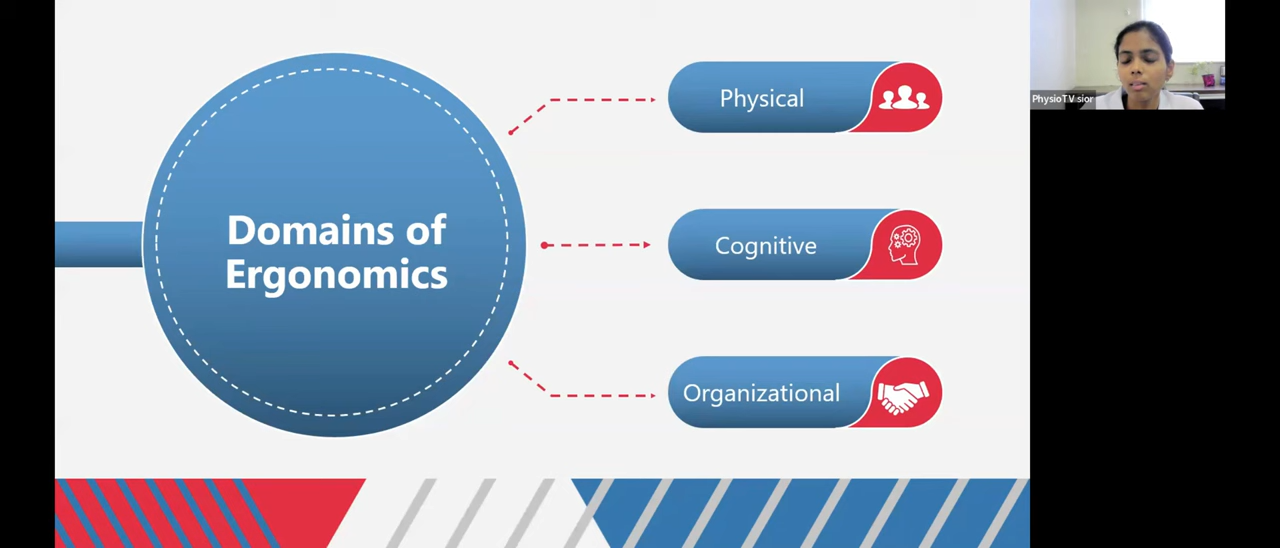 Domains of
Ergonomics
Physical
Cognitive
Organizational
PhysioTV sior